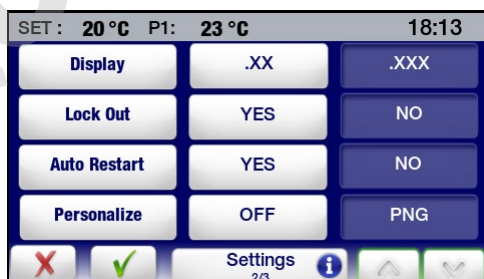 SET : 20 °C P1: 23 °C 18:13
Display .XX .XXX
Lock Out YES NO
Auto Restart YES NO
Personalize OFF PNG
Settings
2/3